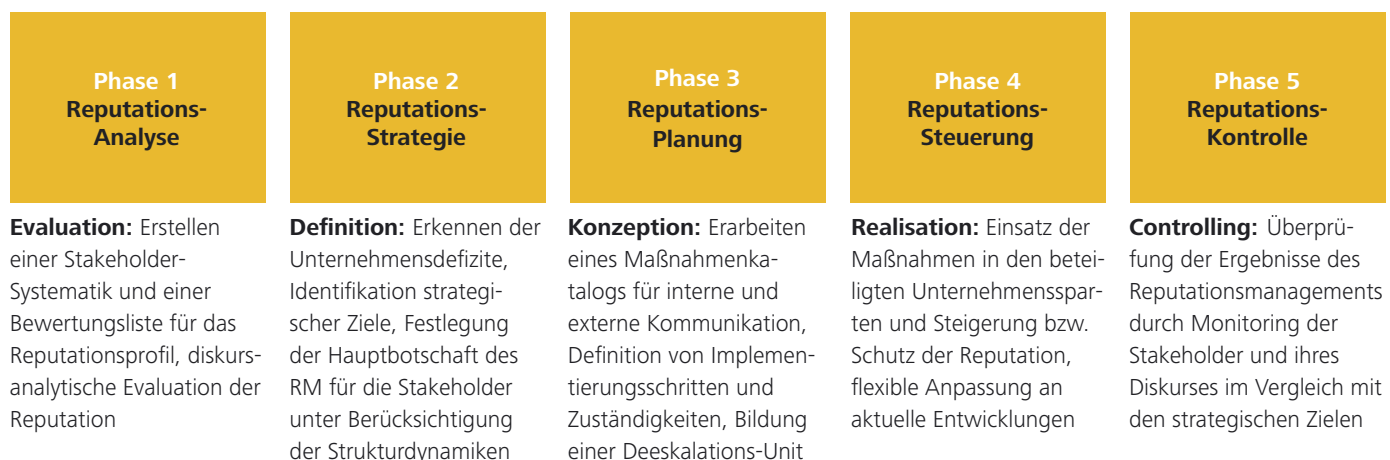 Phase 1
Reputations-
Analyse
Evaluation: Erstellen
einer Stakeholder-
Systematik und einer
Bewertungsliste für das
Reputationsprofil, diskurs-
analytische Evaluation der
Reputation
Phase 2
Reputations-
Strategie
Definition: Erkennen der
Unternehmensdefizite,
Identifikation strategi-
scher Ziele, Festlegung
der Hauptbotschaft des
RM für die Stakeholder
unter Berücksichtigung
der Strukturdynamiken
Phase 3
Reputations-
Planung
Konzeption: Erarbeiten
eines Maßnahmenka-
talogs für interne und
externe Kommunikation,
Definition von Implemen-
tierungsschritten und
Zuständigkeiten, Bildung
einer Deeskalations-Unit
Phase 4
Reputations-
Steuerung
Realisation: Einsatz der
Maßnahmen in den betei-
ligten Unternehmensspar-
ten und Steigerung bzw.
Schutz der Reputation,
flexible Anpassung an
aktuelle Entwicklungen
Phase 5
Reputations-
Kontrolle
Controlling: Überprü-
fung der Ergebnisse des
Reputationsmanagements
durch Monitoring der
Stakeholder und ihres
Diskurses im Vergleich mit
den strategischen Zielen